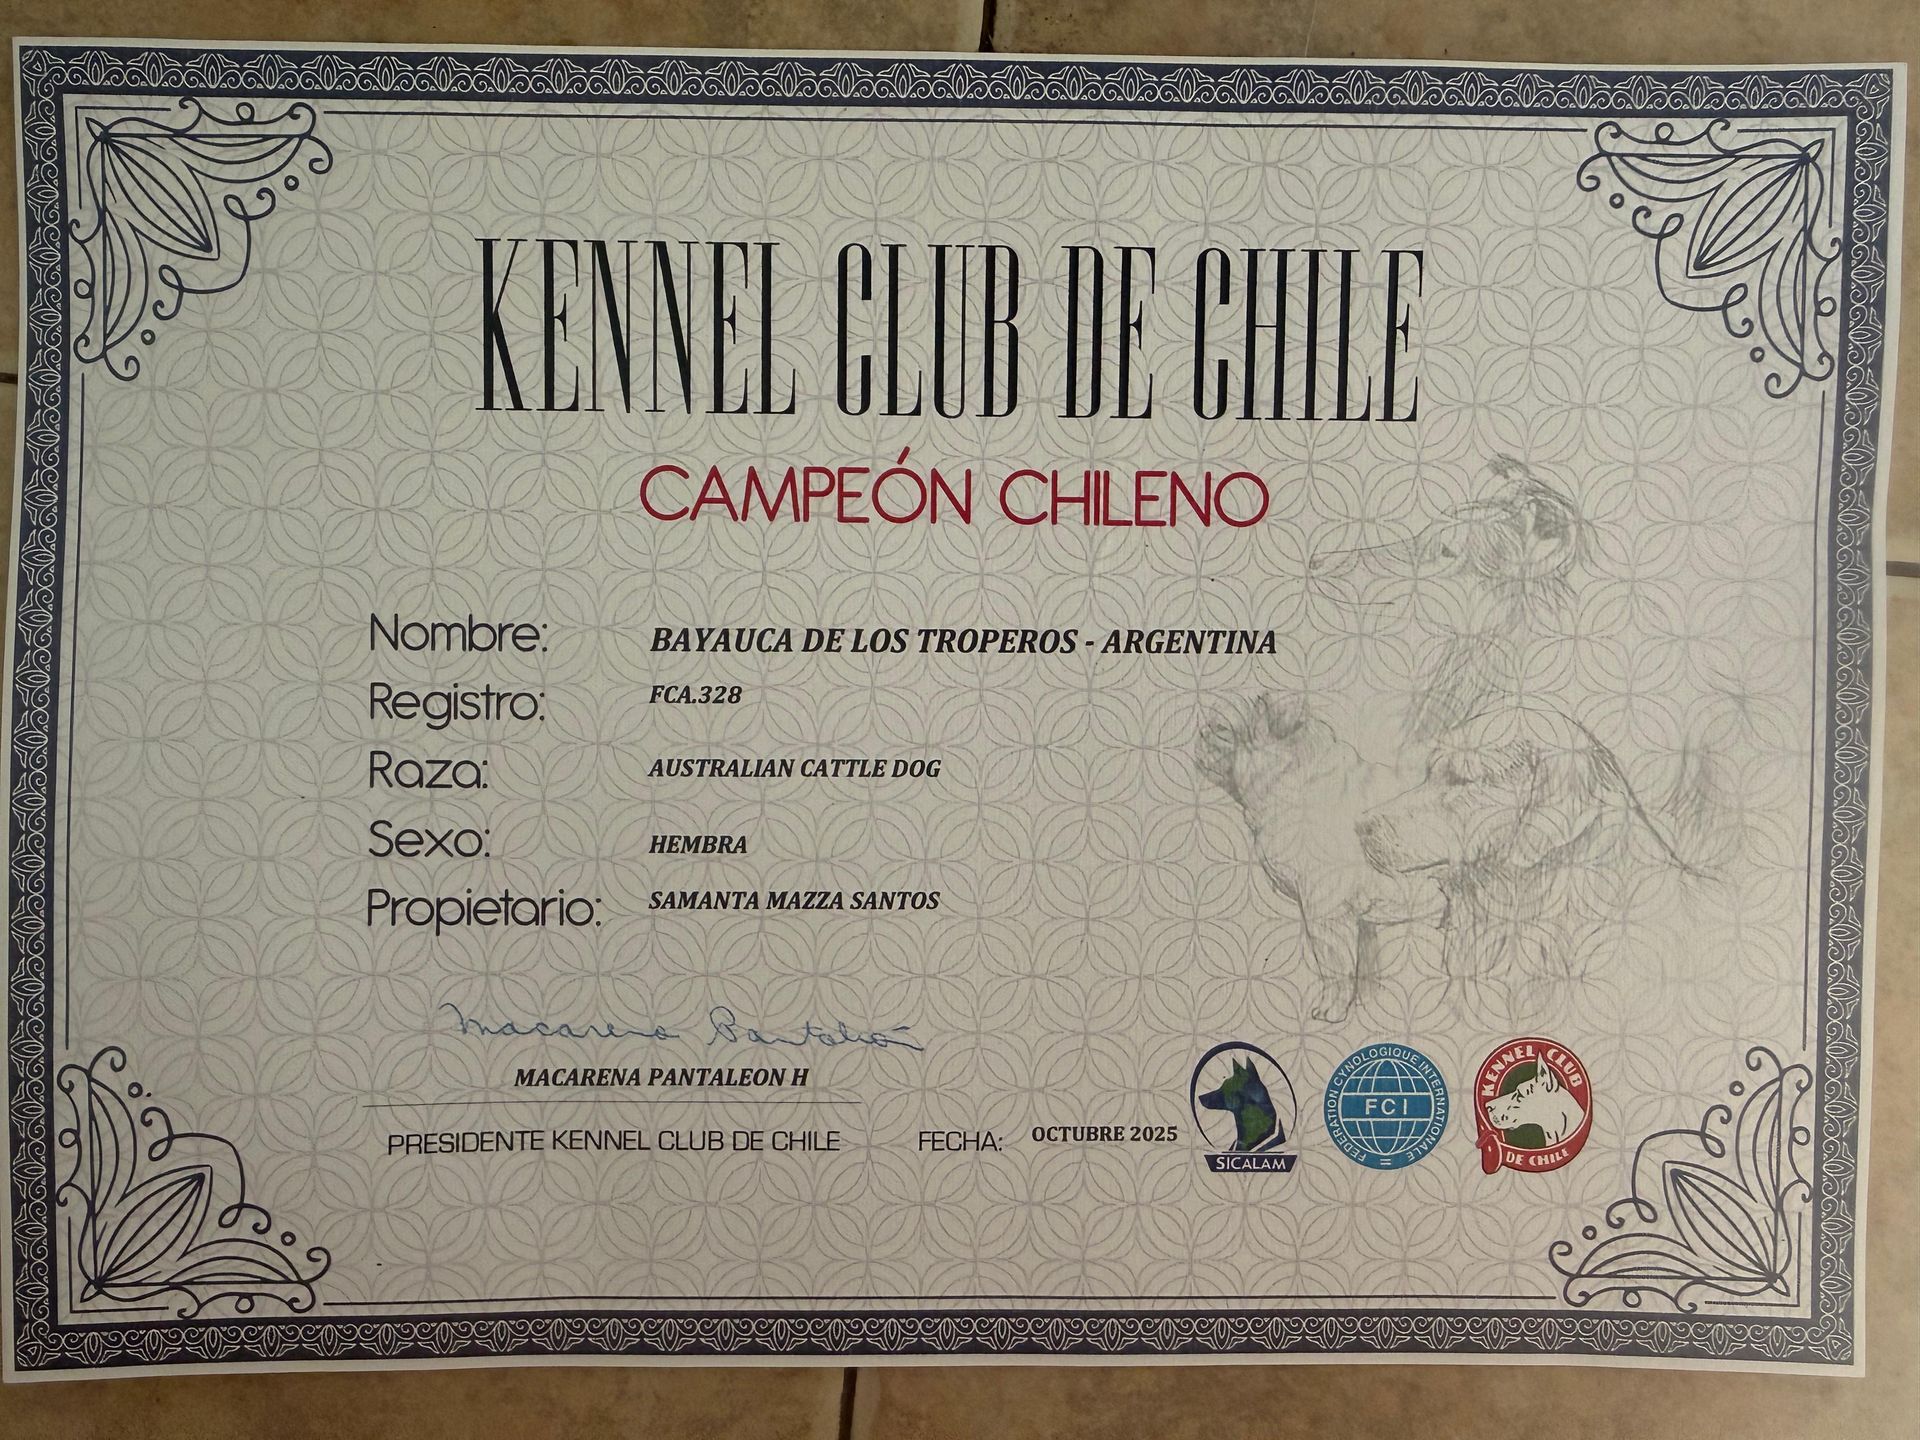 KENNEL CLUB DE CHILE
CAMPEÓN CHILENO
Nombre: BAYAUCA DE LOS TROPEROS - ARGENTINA
Registro: FCA.328
Raza: AUSTRALIAN CATTLE DOG
Sexo: HEMBRA
Propietario: SAMANTA MAZZA SANTOS
Macarena Pantaleón
MACARENA PANTALEON H
PRESIDENTE KENNEL CLUB DE CHILE
FECHA: OCTUBRE 2025
SICALAM
FEDERATION CYNOLOGIQUE INTERNATIONALE
FCI
KENNEL CLUB
DE CHILE